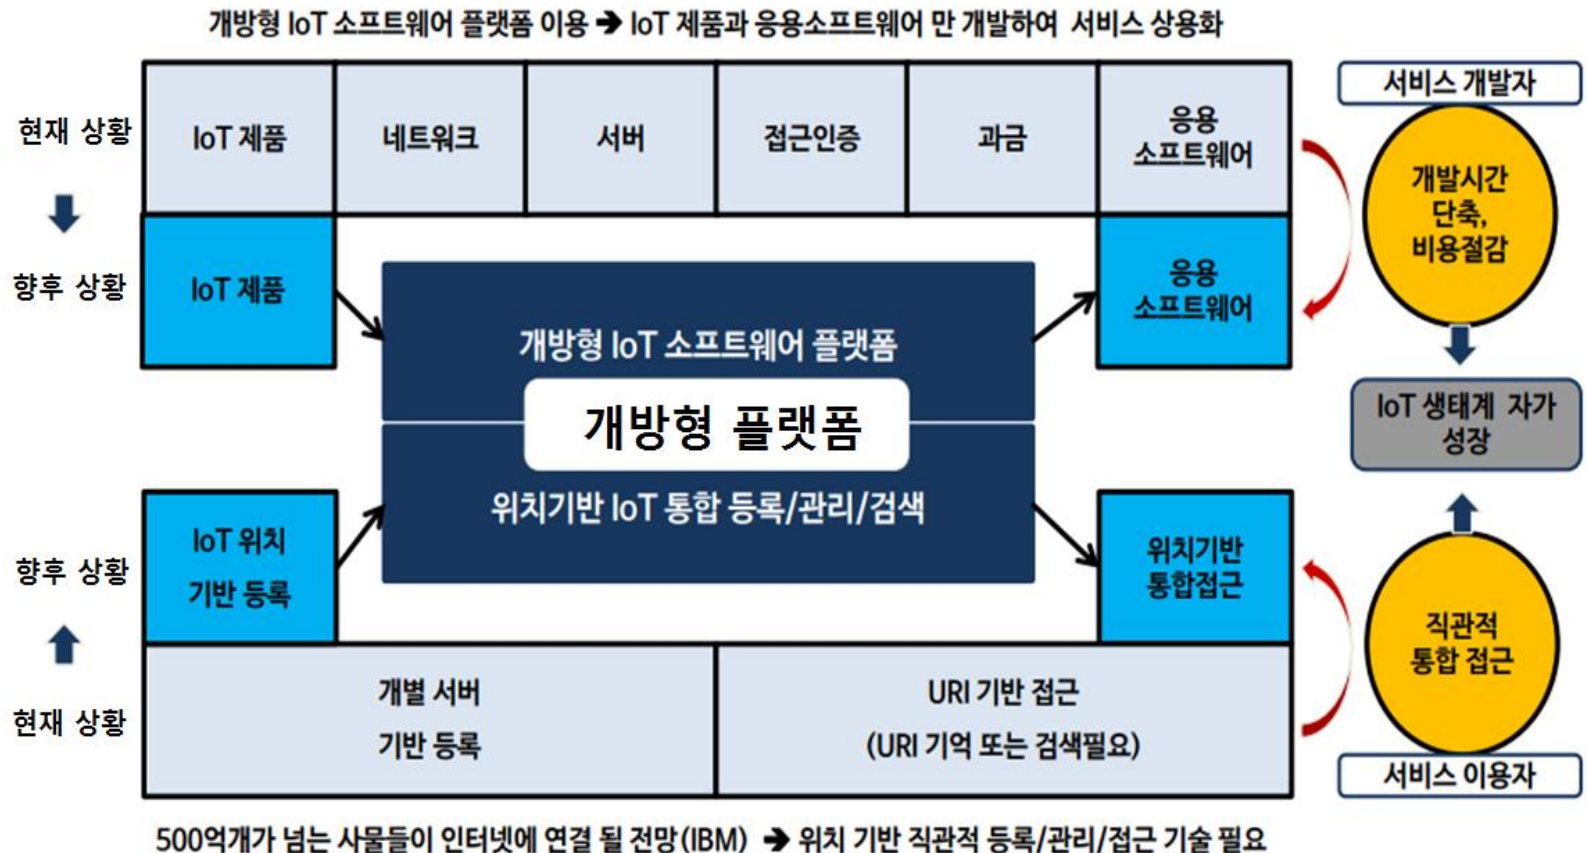 개방형 IoT 소프트웨어 플랫폼 이용 ➔ IoT 제품과 응용소프트웨어 만 개발하여 서비스 상용화
현재 상황
IoT 제품
네트워크
서버
접근인증
과금
응용
소프트웨어
서비스 개발자
개발시간
단축,
비용절감
향후 상황
IoT 제품
개방형 IoT 소프트웨어 플랫폼
응용
소프트웨어
개방형 플랫폼
IoT 생태계 자가
성장
위치기반 IoT 통합 등록/관리/검색
향후 상황
IoT 위치
기반 등록
위치기반
통합접근
직관적
통합 접근
현재 상황
개별 서버
기반 등록
URI 기반 접근
(URI 기억 또는 검색필요)
서비스 이용자
500억개가 넘는 사물들이 인터넷에 연결 될 전망(IBM) ➔ 위치 기반 직관적 등록/관리/접근 기술 필요